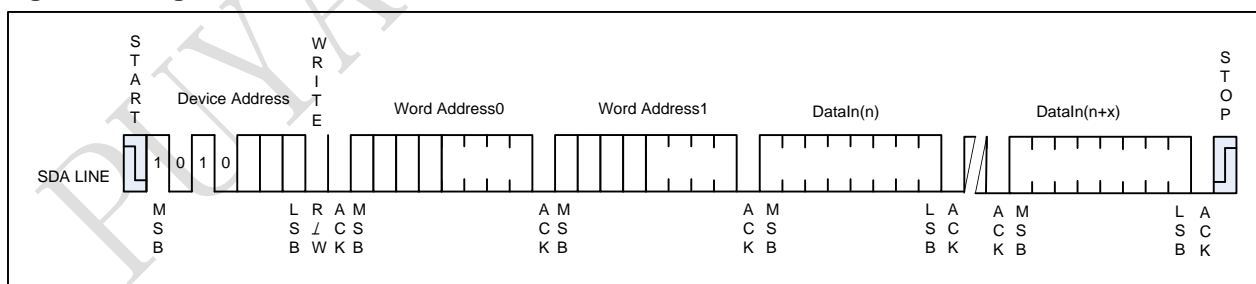 PUYA
START
WRITE
STOP
Device Address
Word Address0
Word Address1
DataIn(n)
DataIn(n+x)
SDA LINE
1 0 1 0
MSB
LSB
R/W
ACK
MSB
ACK
MSB
ACK
MSB
LSB
ACK
ACK
MSB
LSB
ACK